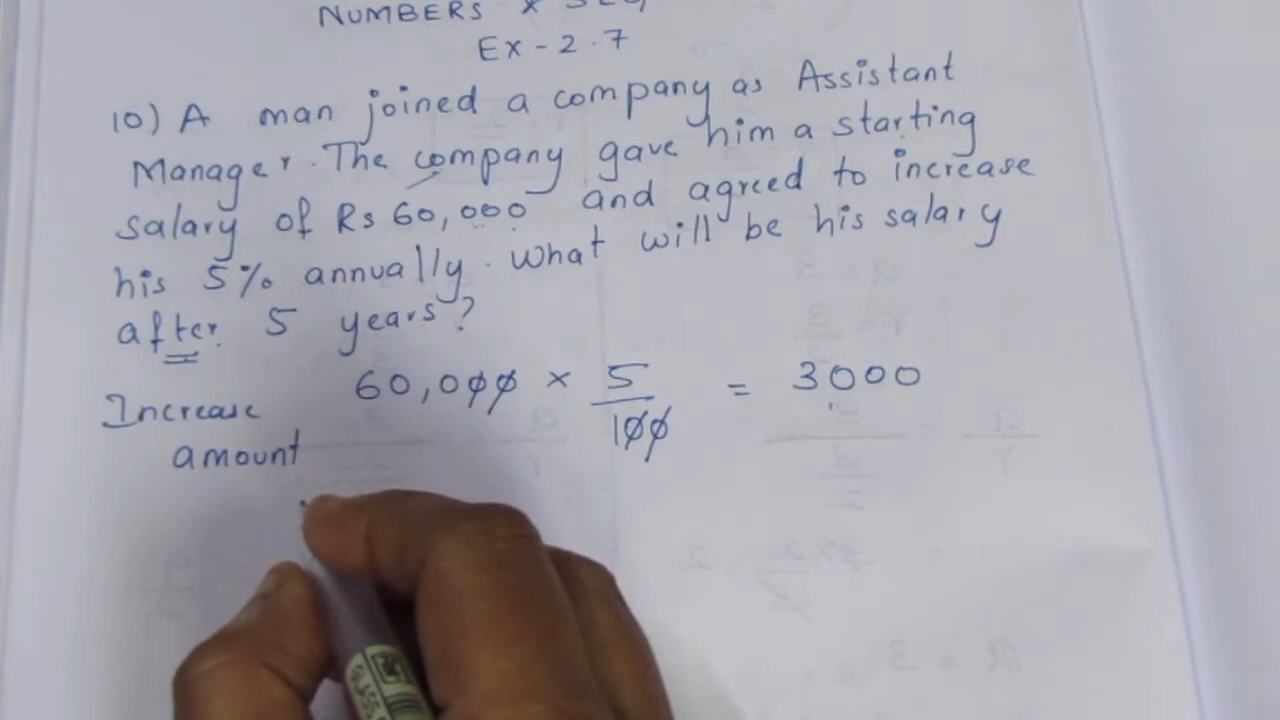 NUMBERS
Ex - 2.7
10) A man joined a company as Assistant
Manager. The company gave him a starting
salary of Rs 60,000 and agreed to increase
his 5% annually. What will be his salary
after 5 years?
Increase 60,000 × 5/100 = 3000
amount